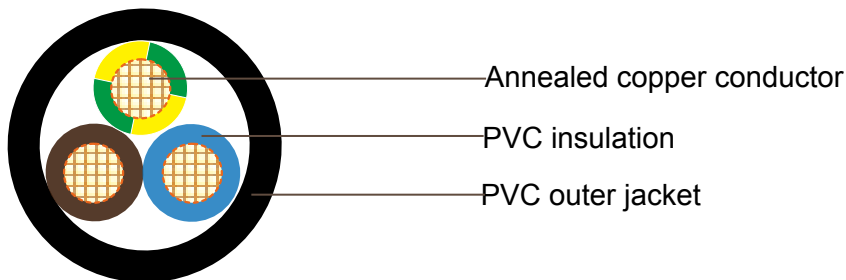 Annealed copper conductor
PVC insulation
PVC outer jacket